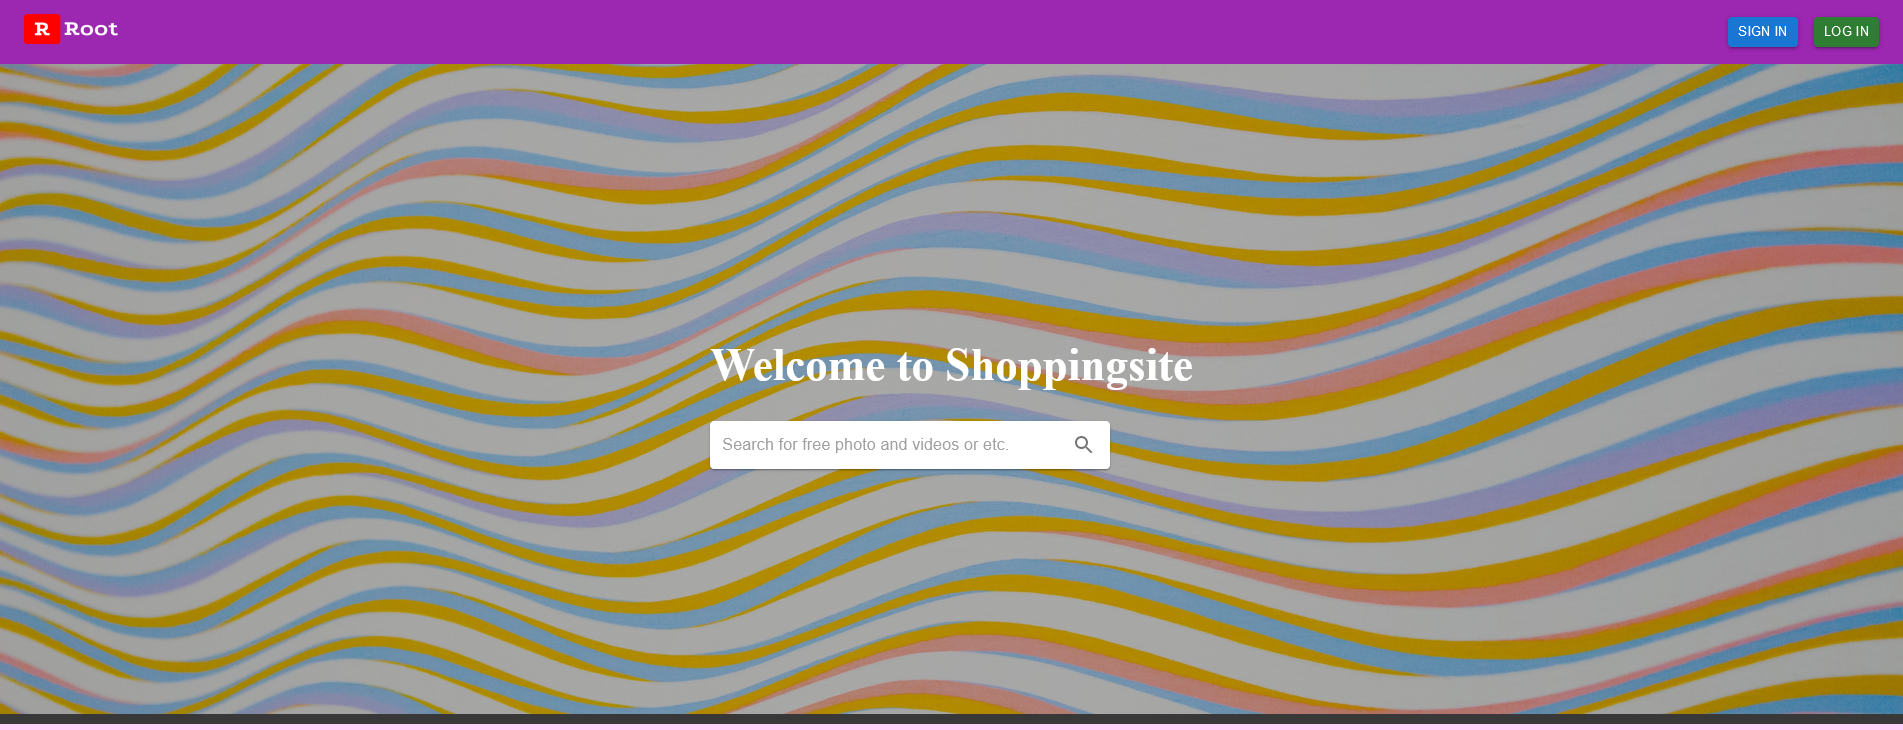 R Root
SIGN IN
LOG IN
Welcome to Shoppingsite
Search for free photo and videos or etc.